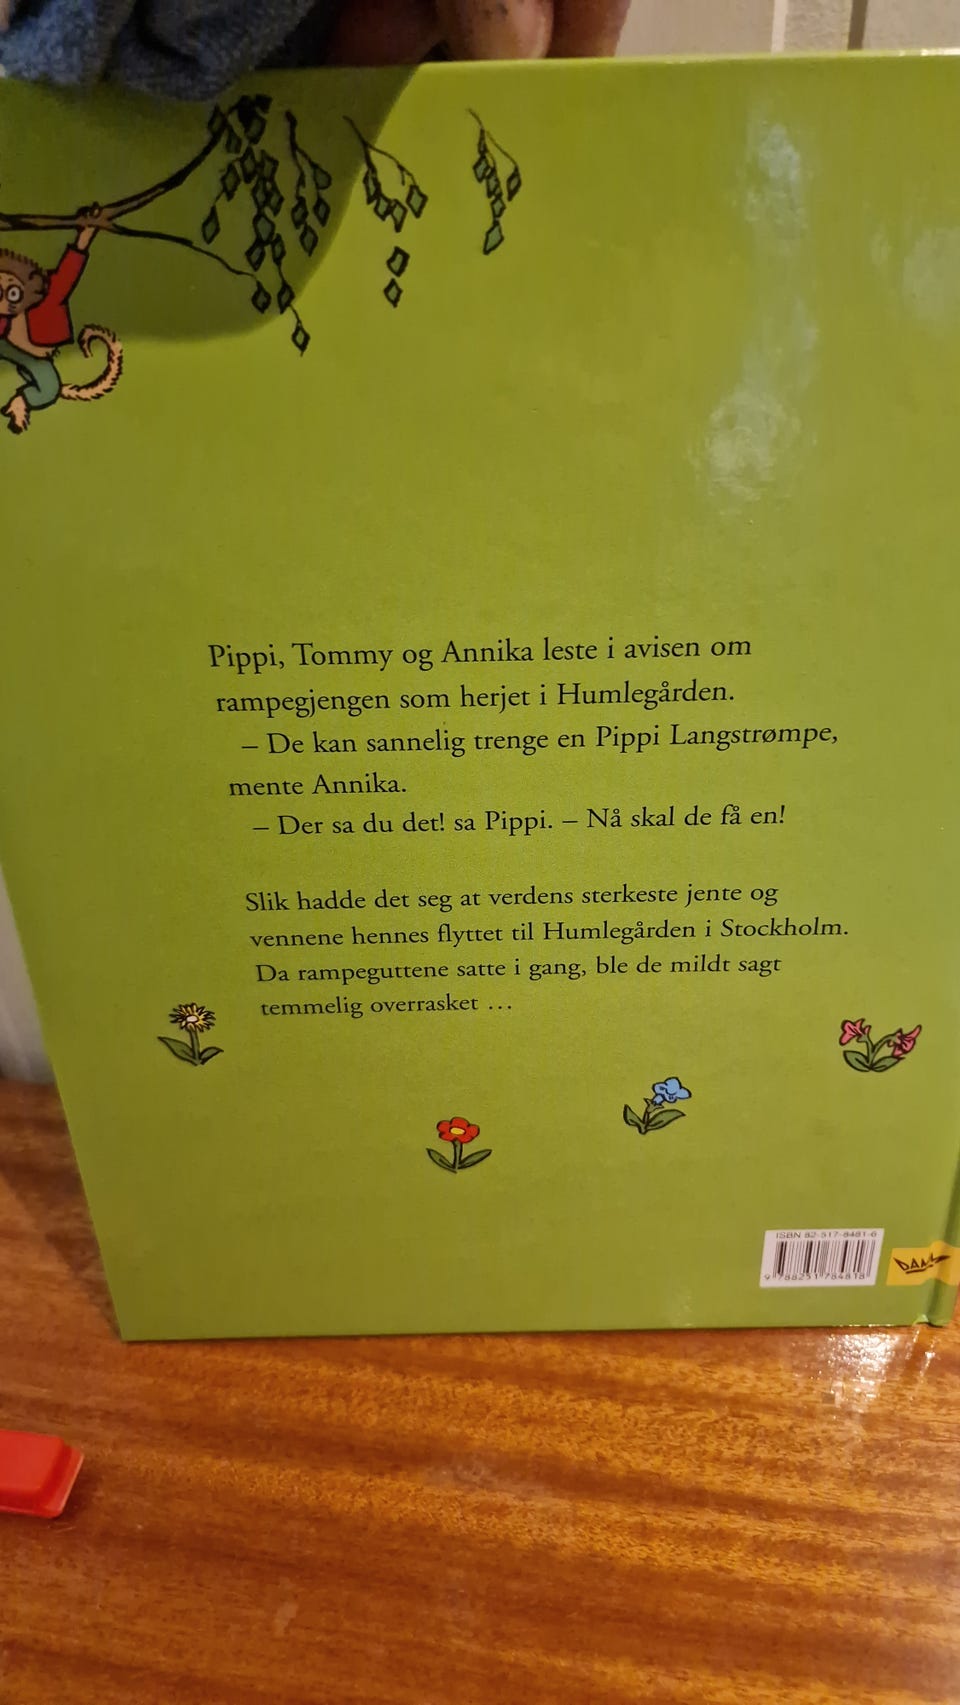 Pippi, Tommy og Annika leste i avisen om
rampegjengen som herjet i Humlegården.
– De kan sannelig trenge en Pippi Langstrømpe,
mente Annika.
– Der sa du det! sa Pippi. – Nå skal de få en!
Slik hadde det seg at verdens sterkeste jente og
vennene hennes flyttet til Humlegården i Stockholm.
Da rampeguttene satte i gang, ble de mildt sagt
temmelig overrasket ...
ISBN 82-517-8481-6
9 788251 784818
DAMM